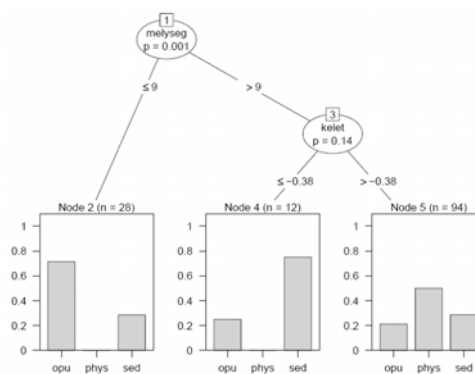 1
melyseg
p = 0.001
≤ 9
> 9
3
kelet
p = 0.14
≤ −0.38
> −0.38
Node 2 (n = 28)
1
0.8
0.6
0.4
0.2
0
opu phys sed
Node 4 (n = 12)
1
0.8
0.6
0.4
0.2
0
opu phys sed
Node 5 (n = 94)
1
0.8
0.6
0.4
0.2
0
opu phys sed